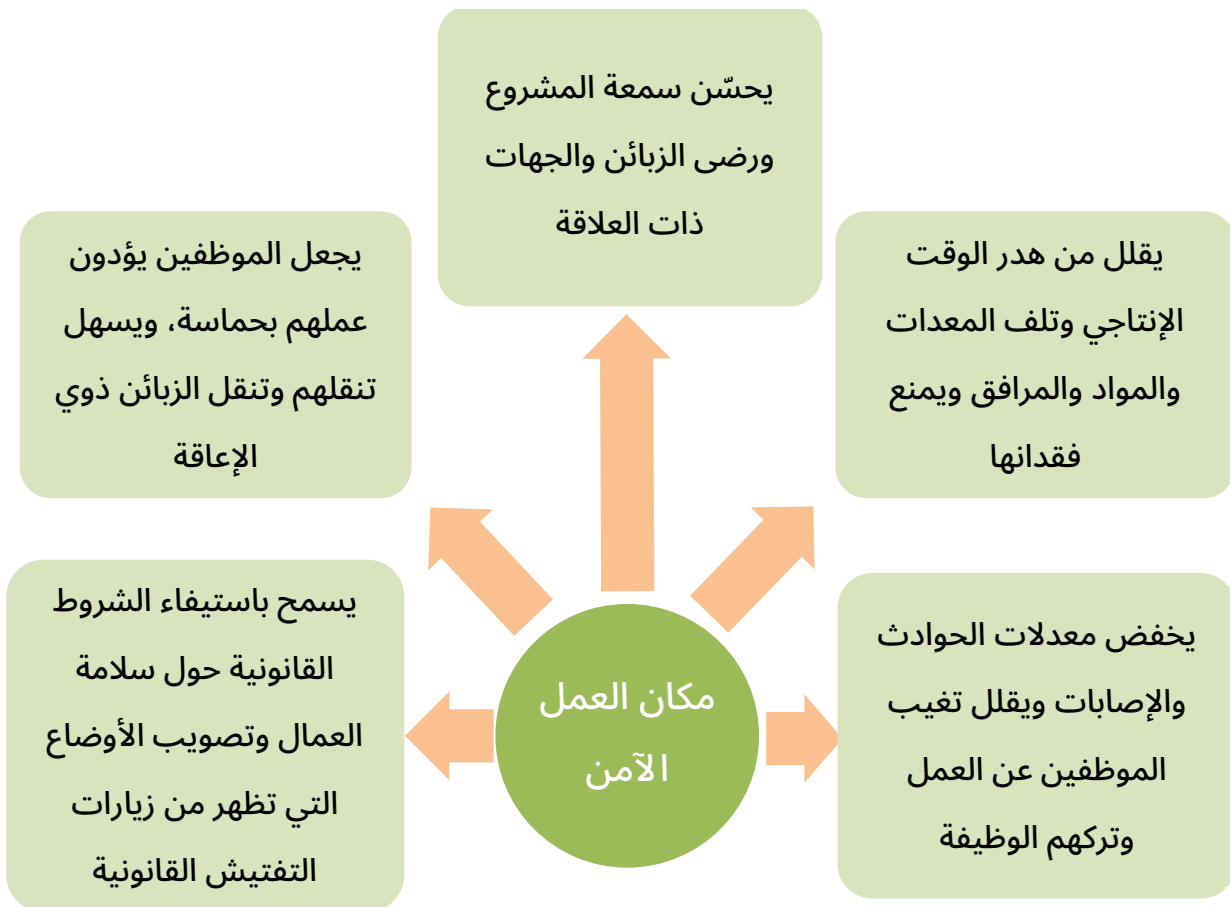 يحسّن سمعة المشروع
ورضى الزبائن والجهات
ذات العلاقة
يقلل من هدر الوقت
الإنتاجي وتلف المعدات
والمواد والمرافق ويمنع
فقدانها
يجعل الموظفين يؤدون
عملهم بحماسة، ويسهل
تنقلهم وتنقل الزبائن ذوي
الإعاقة
يخفض معدلات الحوادث
والإصابات ويقلل تغيب
الموظفين عن العمل
وتركهم الوظيفة
مكان العمل
الآمن
يسمح باستيفاء الشروط
القانونية حول سلامة
العمال وتصويب الأوضاع
التي تظهر من زيارات
التفتيش القانونية